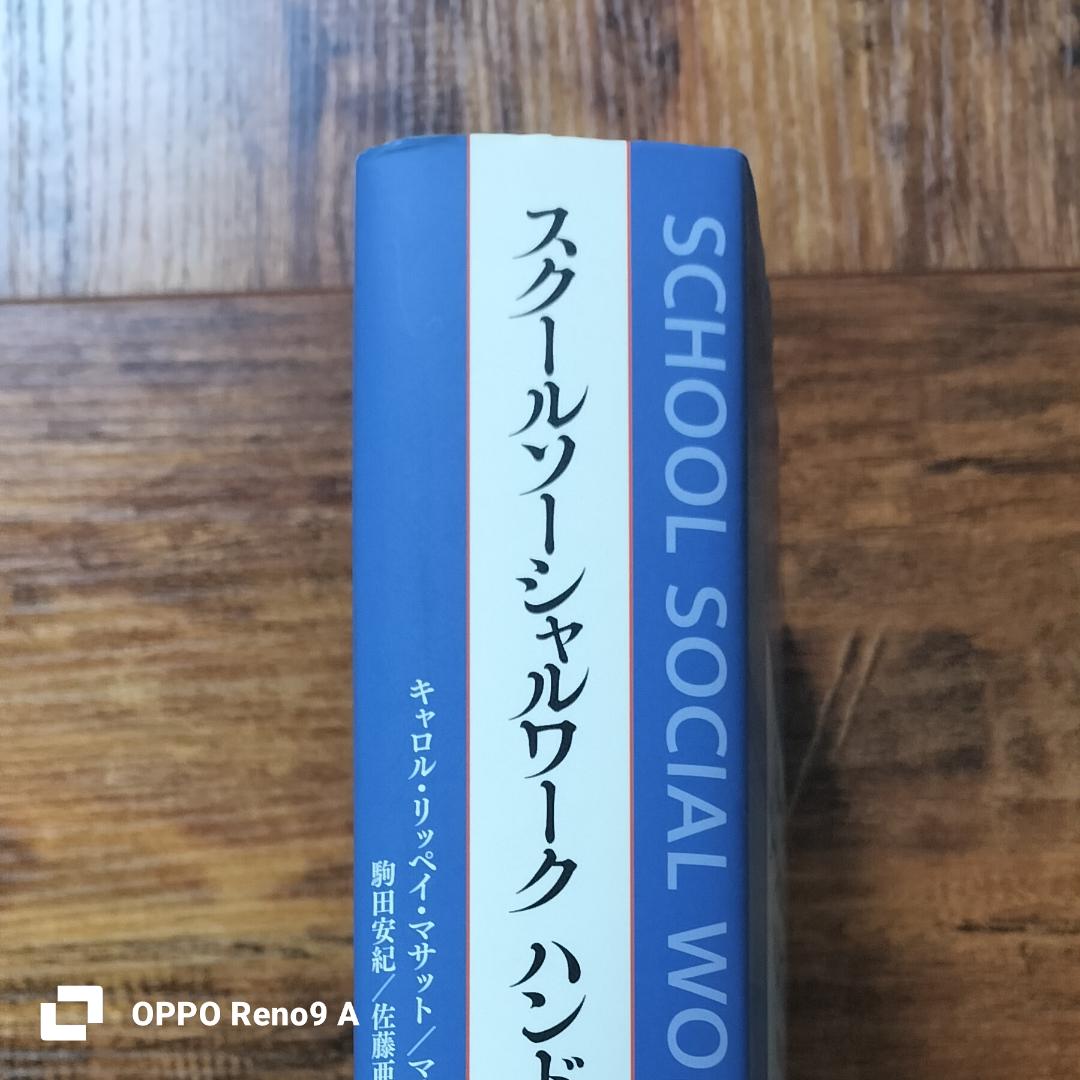 SCHOOL SOCIAL WO
スクールソーシャルワーク ハンド
キャロル・リッペイ・マサット／マ
駒田安紀／佐藤亜
OPPO Reno9 A